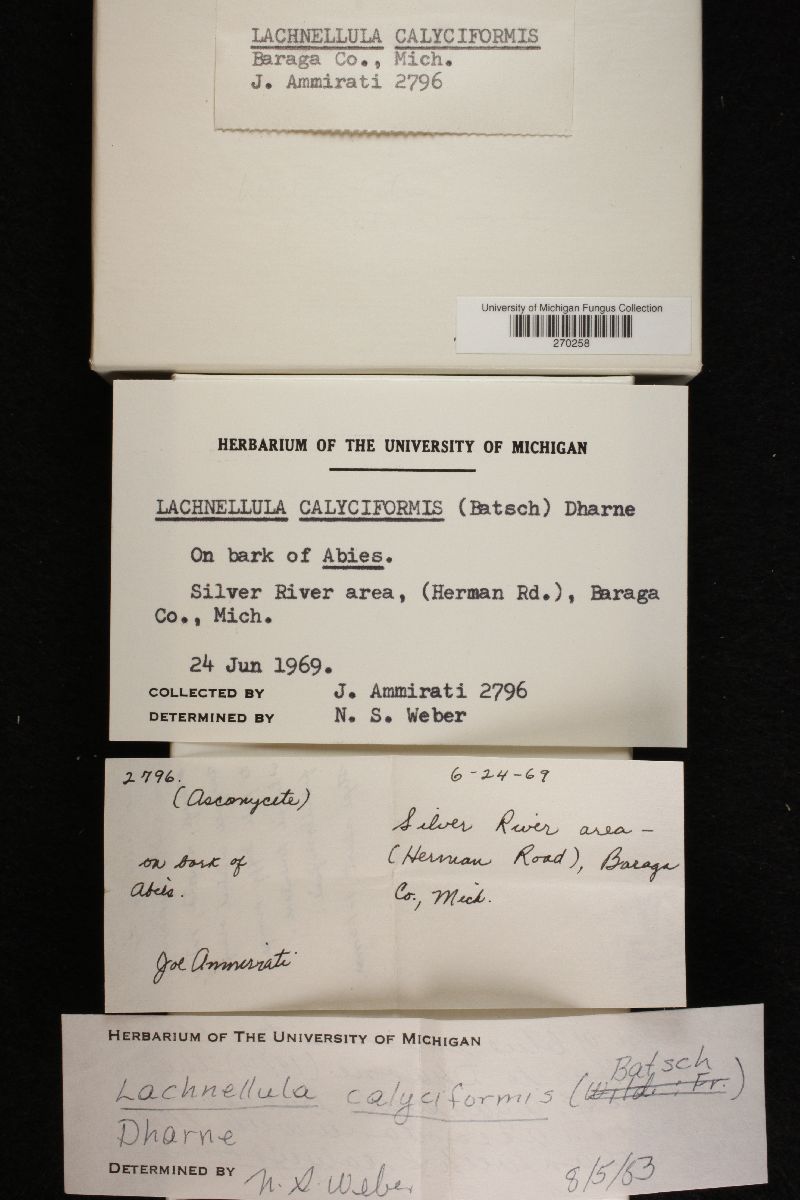 LACHNELLULA CALYCIFORMIS
Baraga Co., Mich.
J. Ammirati 2796
University of Michigan Fungus Collection
270258
HERBARIUM OF THE UNIVERSITY OF MICHIGAN
LACHNELLULA CALYCIFORMIS (Batsch) Dharne
On bark of Abies.
Silver River area, (Herman Rd.), Baraga
Co., Mich.
24 Jun 1969.
COLLECTED BY J. Ammirati 2796
DETERMINED BY N. S. Weber
2796. 6-24-69
(Ascomycete)
Silver River area –
(Herman Road), Baraga
Co., Mich.
on bark of
Abies.
Joe Ammirati
HERBARIUM OF THE UNIVERSITY OF MICHIGAN
Batsch
Lachnellula calyciformis (Willd.: Fr.)
Dharne
DETERMINED BY N. S. Weber 8/5/83